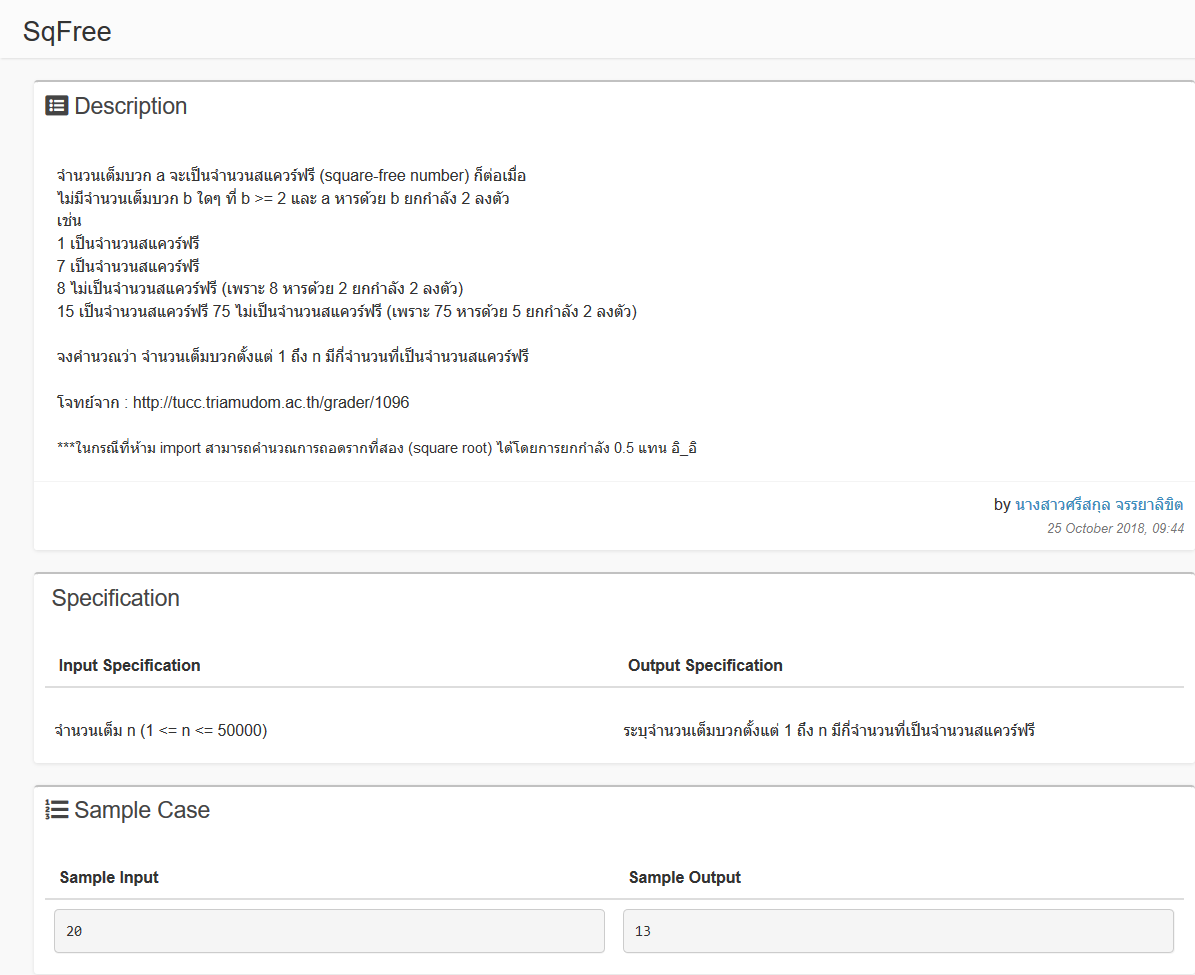 SqFree
Description
จำนวนเต็มบวก a จะเป็นจำนวนสแควร์ฟรี (square-free number) ก็ต่อเมื่อ
ไม่มีจำนวนเต็มบวก b ใดๆ ที่ b >= 2 และ a หารด้วย b ยกกำลัง 2 ลงตัว
เช่น
1 เป็นจำนวนสแควร์ฟรี
7 เป็นจำนวนสแควร์ฟรี
8 ไม่เป็นจำนวนสแควร์ฟรี (เพราะ 8 หารด้วย 2 ยกกำลัง 2 ลงตัว)
15 เป็นจำนวนสแควร์ฟรี 75 ไม่เป็นจำนวนสแควร์ฟรี (เพราะ 75 หารด้วย 5 ยกกำลัง 2 ลงตัว)
จงคำนวณว่า จำนวนเต็มบวกตั้งแต่ 1 ถึง n มีกี่จำนวนที่เป็นจำนวนสแควร์ฟรี
โจทย์จาก : http://tucc.triamudom.ac.th/grader/1096
***ในกรณีที่ห้าม import สามารถคำนวณการถอดรากที่สอง (square root) ได้โดยการยกกำลัง 0.5 แทน อิ_อิ
by นางสาวศรีสกุล จรรยาลิขิต
25 October 2018, 09:44
Specification
Input Specification Output Specification
จำนวนเต็ม n (1 <= n <= 50000) ระบุจำนวนเต็มบวกตั้งแต่ 1 ถึง n มีกี่จำนวนที่เป็นจำนวนสแควร์ฟรี
Sample Case
Sample Input Sample Output
20 13